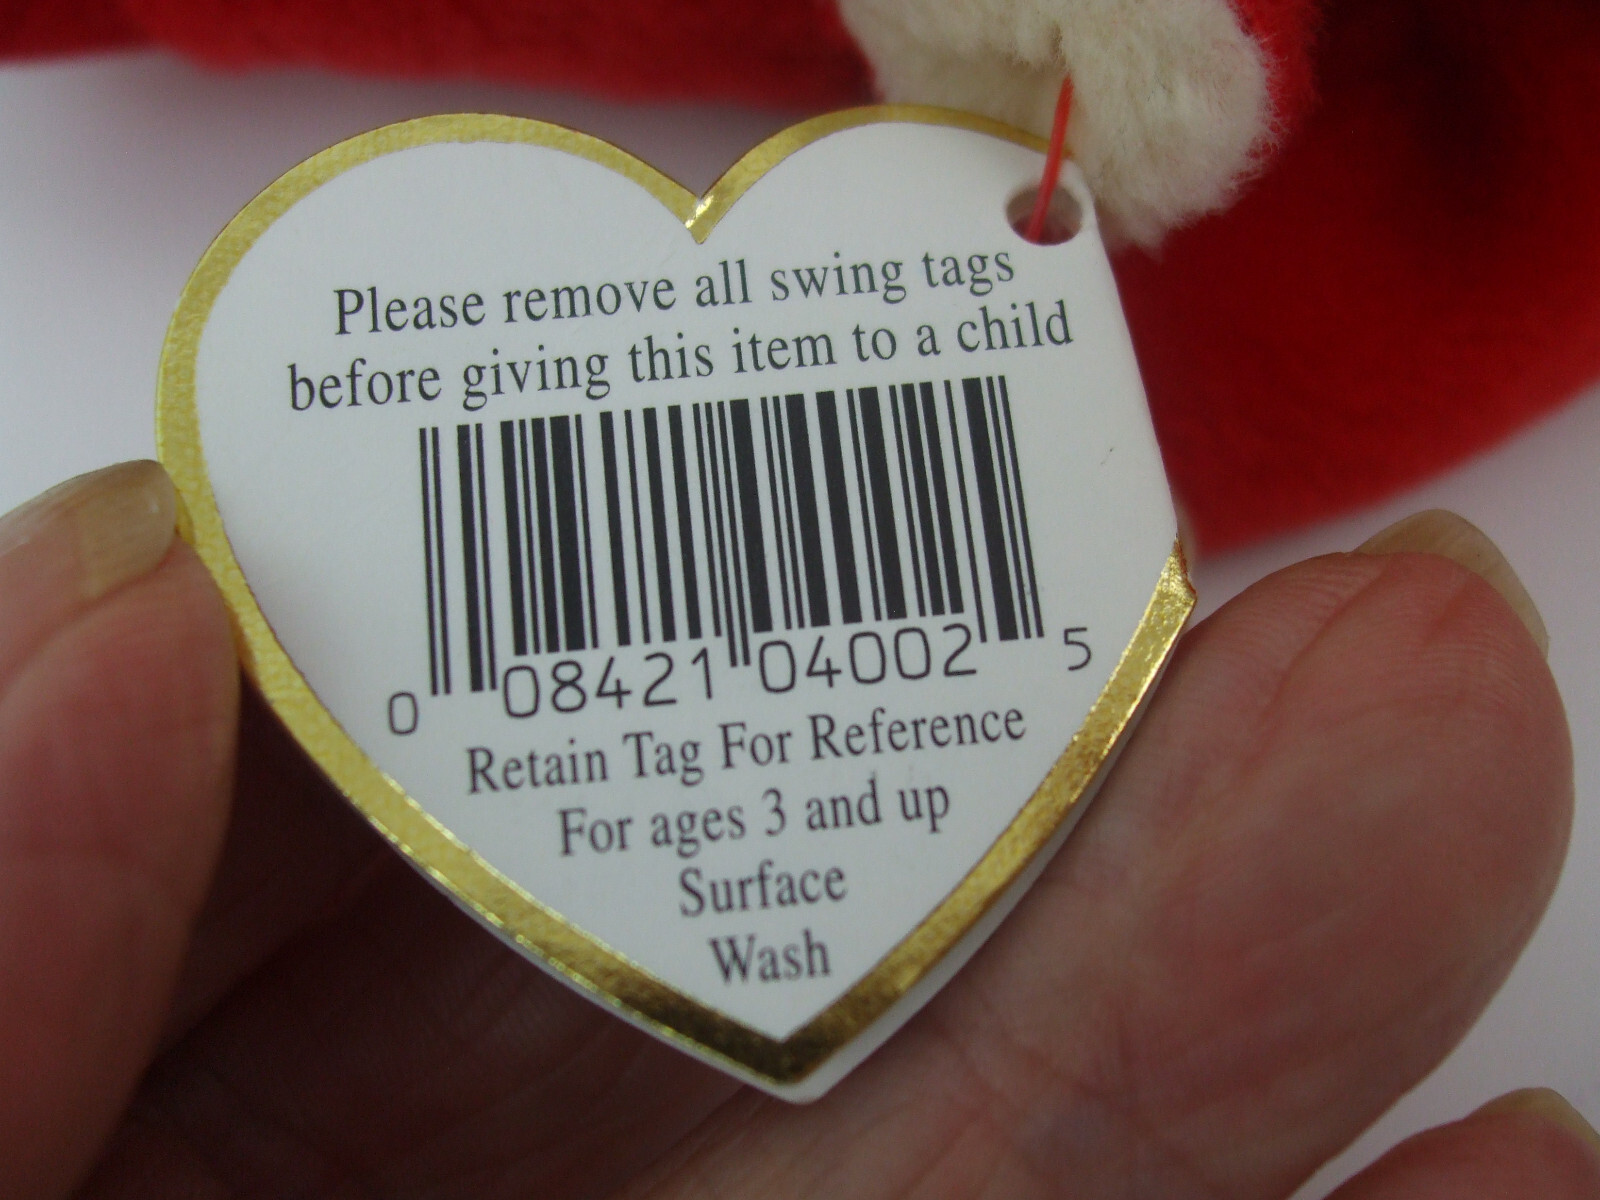 Please remove all swing tags
before giving this item to a child
0 08421 04002 5
Retain Tag For Reference
For ages 3 and up
Surface
Wash